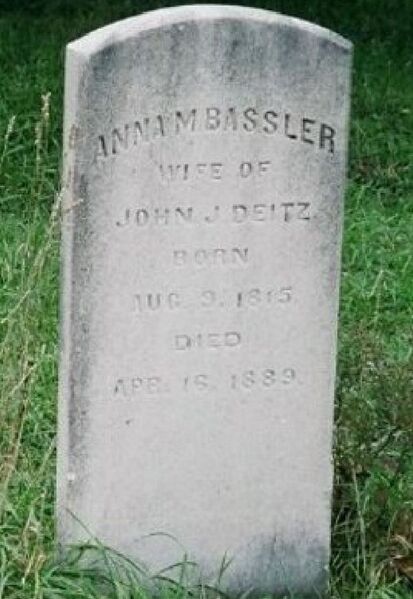 ANNA M BASSLER
WIFE OF
JOHN J DEITZ
BORN
AUG. 9. 1815
DIED
APR. 16. 1889.